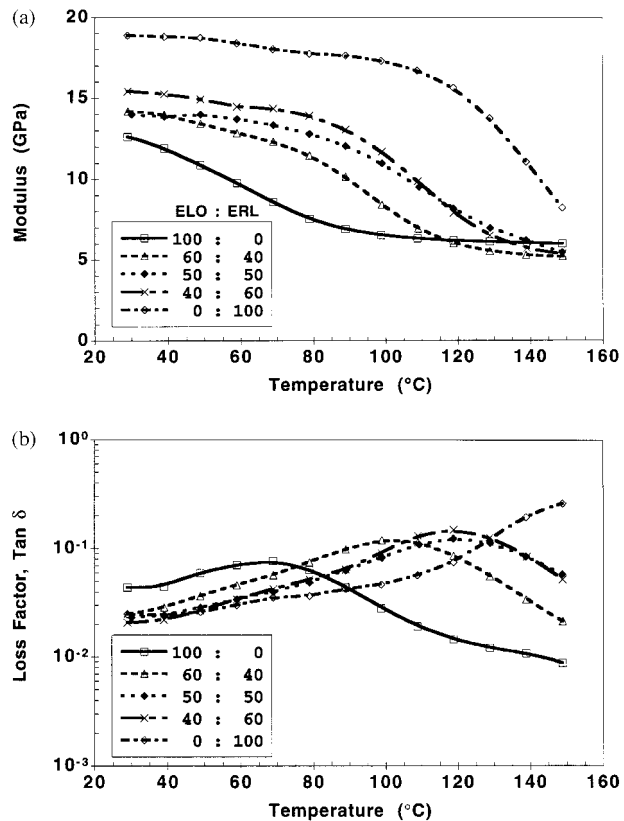 (a)
20
15
10
5
0
Modulus (GPa)
ELO : ERL
100 : 0
60 : 40
50 : 50
40 : 60
0 : 100
20 40 60 80 100 120 140 160
Temperature (°C)
(b)
10⁰
10⁻¹
10⁻²
10⁻³
Loss Factor, Tan δ
100 : 0
60 : 40
50 : 50
40 : 60
0 : 100
20 40 60 80 100 120 140 160
Temperature (°C)